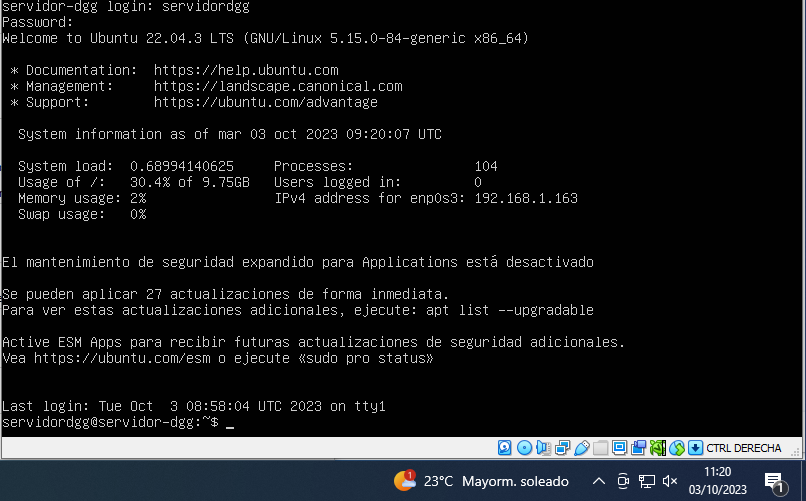 servidor-dgg login: servidordgg
Password:
Welcome to Ubuntu 22.04.3 LTS (GNU/Linux 5.15.0-84-generic x86_64)
* Documentation:  https://help.ubuntu.com
* Management:     https://landscape.canonical.com
* Support:        https://ubuntu.com/advantage
System information as of mar 03 oct 2023 09:20:07 UTC
System load:  0.68994140625     Processes:               104
Usage of /:   30.4% of 9.75GB   Users logged in:         0
Memory usage: 2%                IPv4 address for enp0s3: 192.168.1.163
Swap usage:   0%
El mantenimiento de seguridad expandido para Applications está desactivado
Se pueden aplicar 27 actualizaciones de forma inmediata.
Para ver estas actualizaciones adicionales, ejecute: apt list --upgradable
Active ESM Apps para recibir futuras actualizaciones de seguridad adicionales.
Vea https://ubuntu.com/esm o ejecute «sudo pro status»
Last login: Tue Oct  3 08:58:04 UTC 2023 on tty1
servidordgg@servidor-dgg:~$ _
CTRL DERECHA
1 23°C Mayorm. soleado 11:20
03/10/2023 1